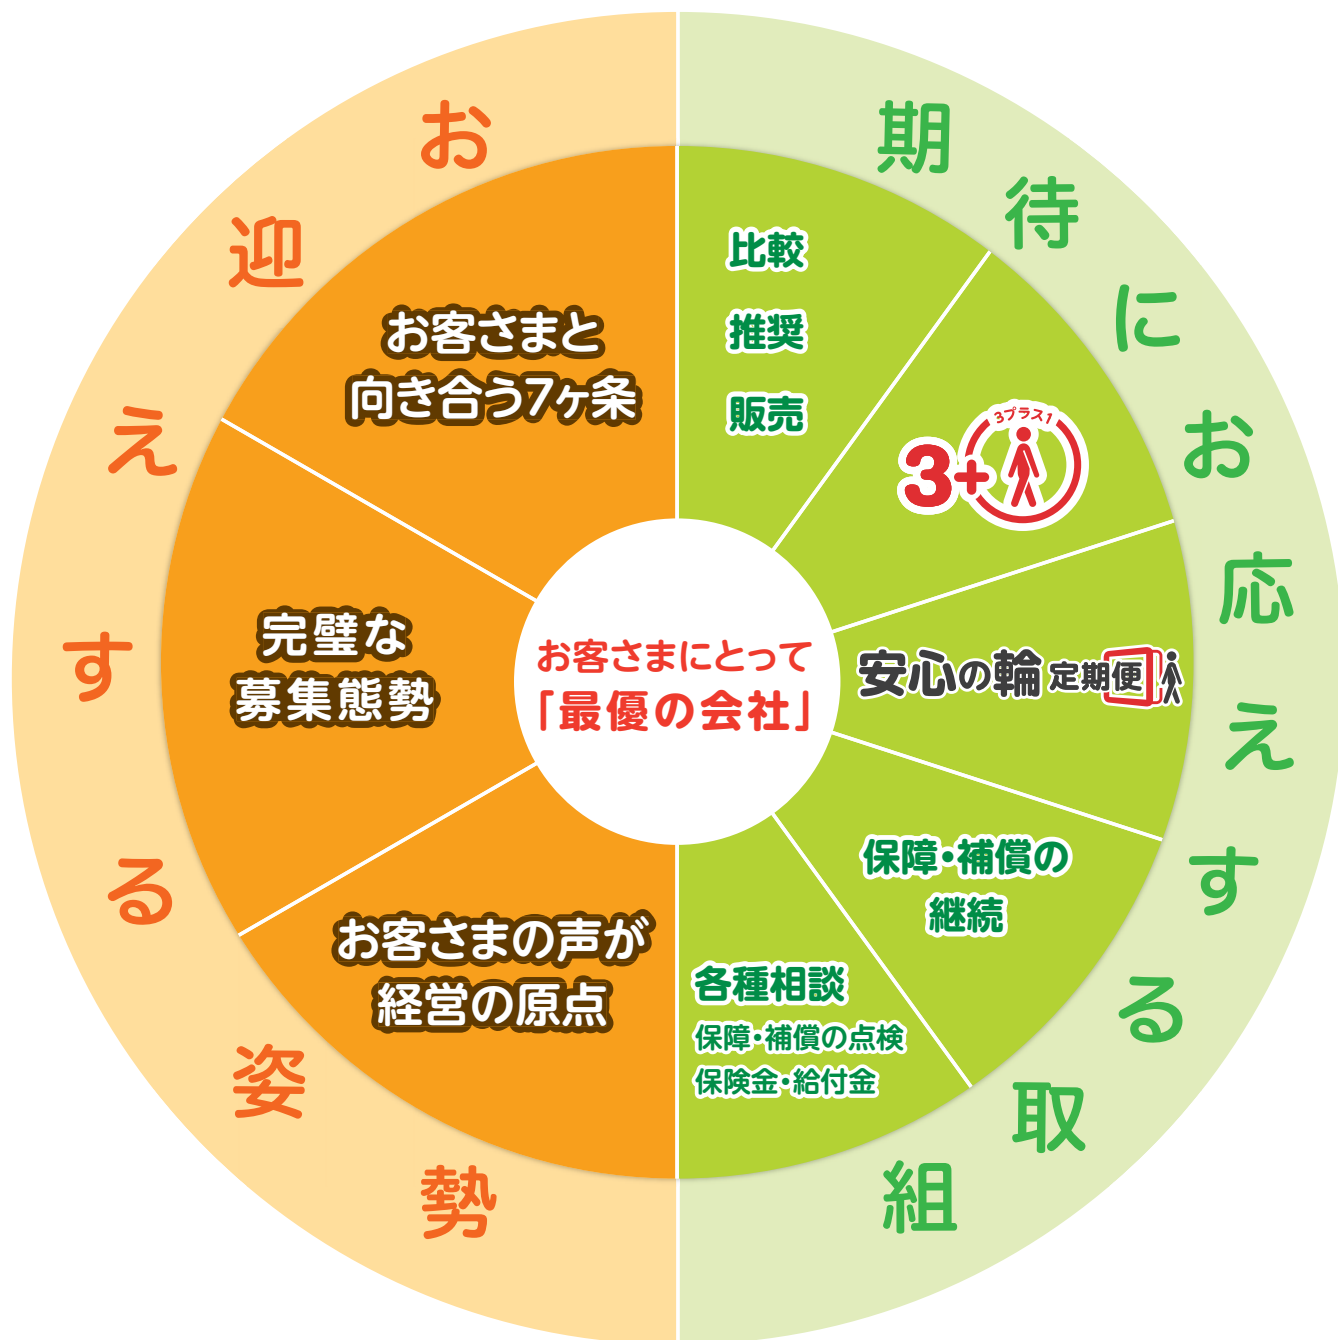 お迎えする姿勢
期待にお応えする取組
お客さまと
向き合う7ヶ条
完璧な
募集態勢
お客さまの声が
経営の原点
お客さまにとって
「最優の会社」
比較
推奨
販売
3プラス1
3+
安心の輪 定期便
保障・補償の
継続
各種相談
保障・補償の点検
保険金・給付金